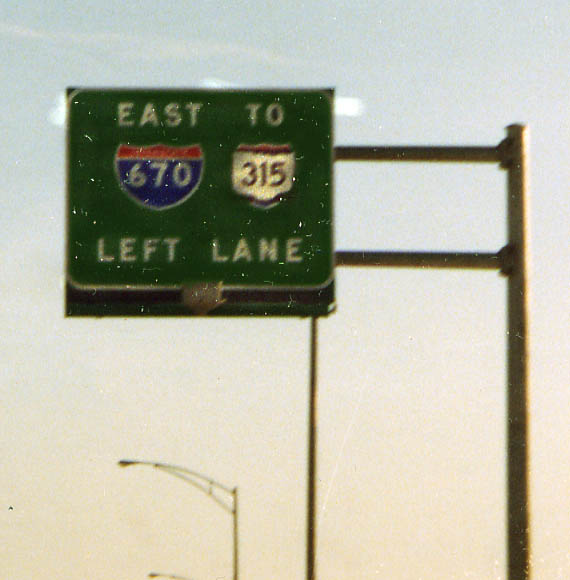 EAST TO
670 315
LEFT LANE